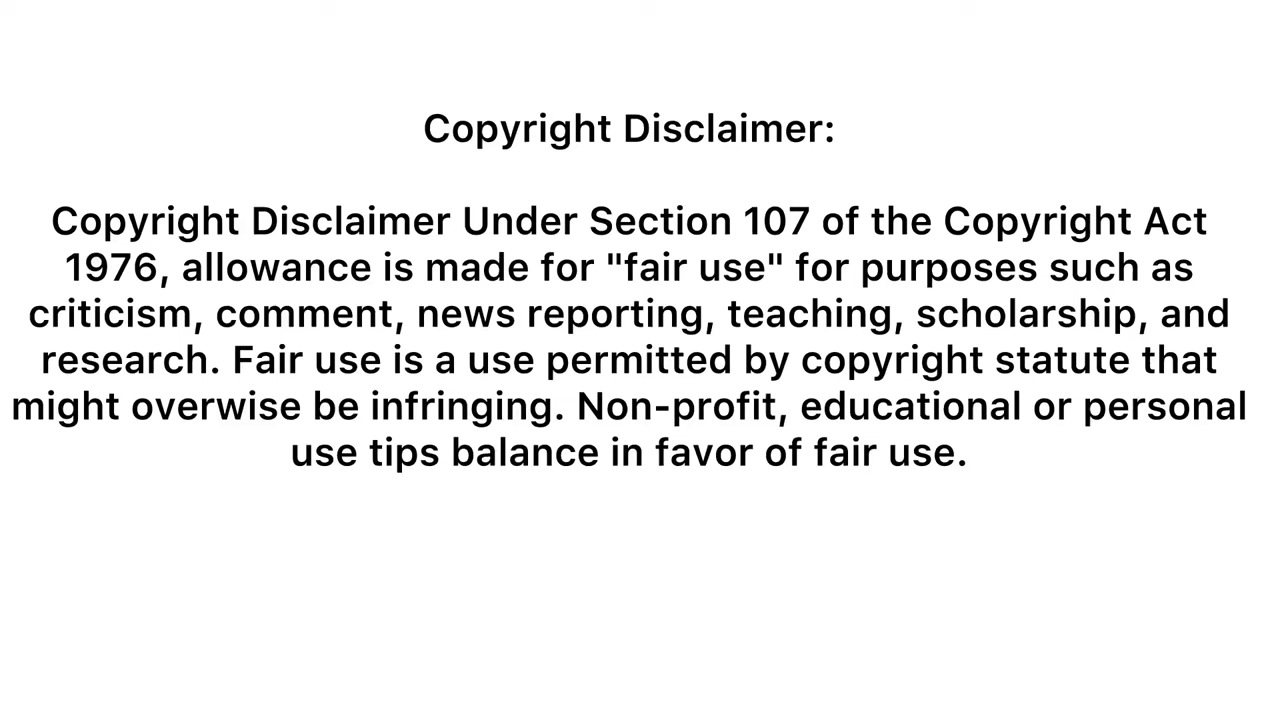 Copyright Disclaimer:
Copyright Disclaimer Under Section 107 of the Copyright Act
1976, allowance is made for "fair use" for purposes such as
criticism, comment, news reporting, teaching, scholarship, and
research. Fair use is a use permitted by copyright statute that
might overwise be infringing. Non-profit, educational or personal
use tips balance in favor of fair use.